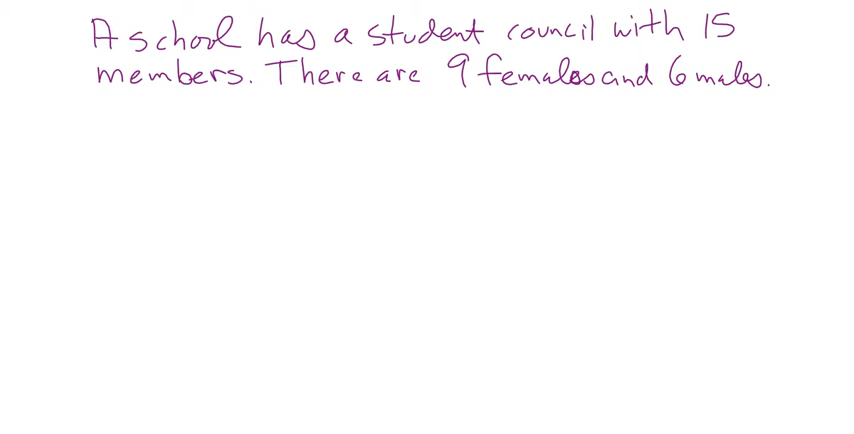 A school has a student council with 15
members. There are 9 females and 6 males.